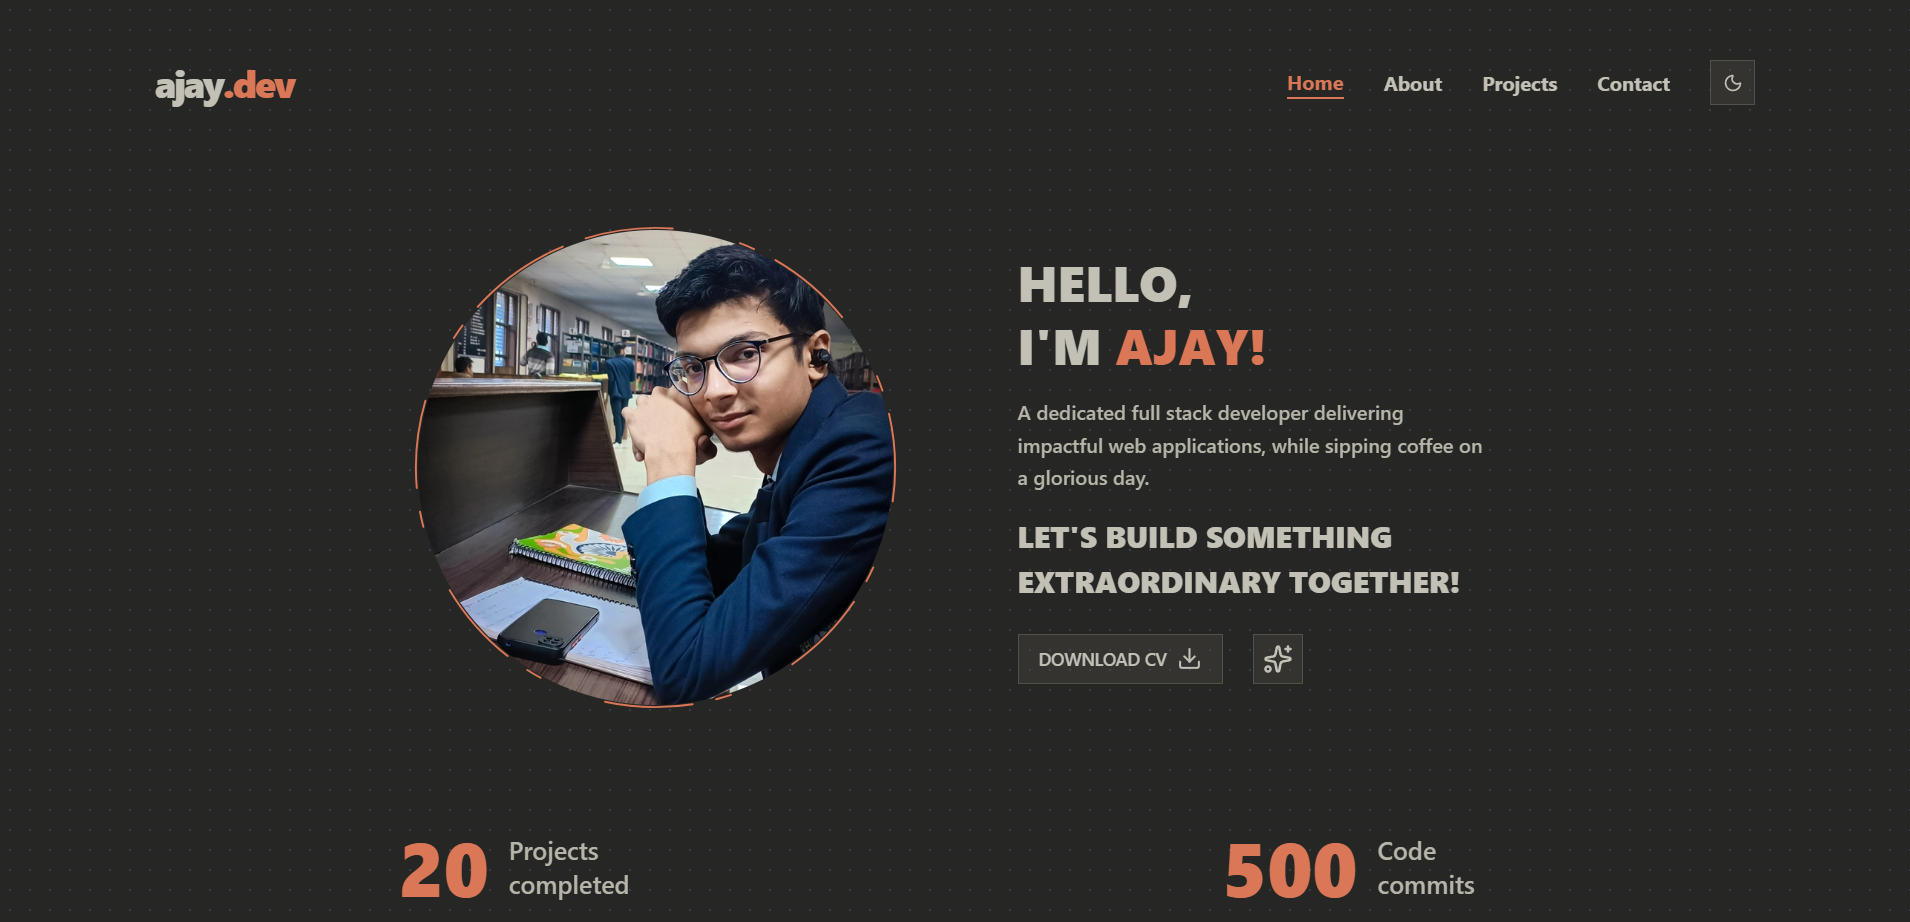 ajay.dev
Home About Projects Contact
HELLO,
I'M AJAY!
A dedicated full stack developer delivering
impactful web applications, while sipping coffee on
a glorious day.
LET'S BUILD SOMETHING
EXTRAORDINARY TOGETHER!
DOWNLOAD CV
20 Projects
completed
500 Code
commits